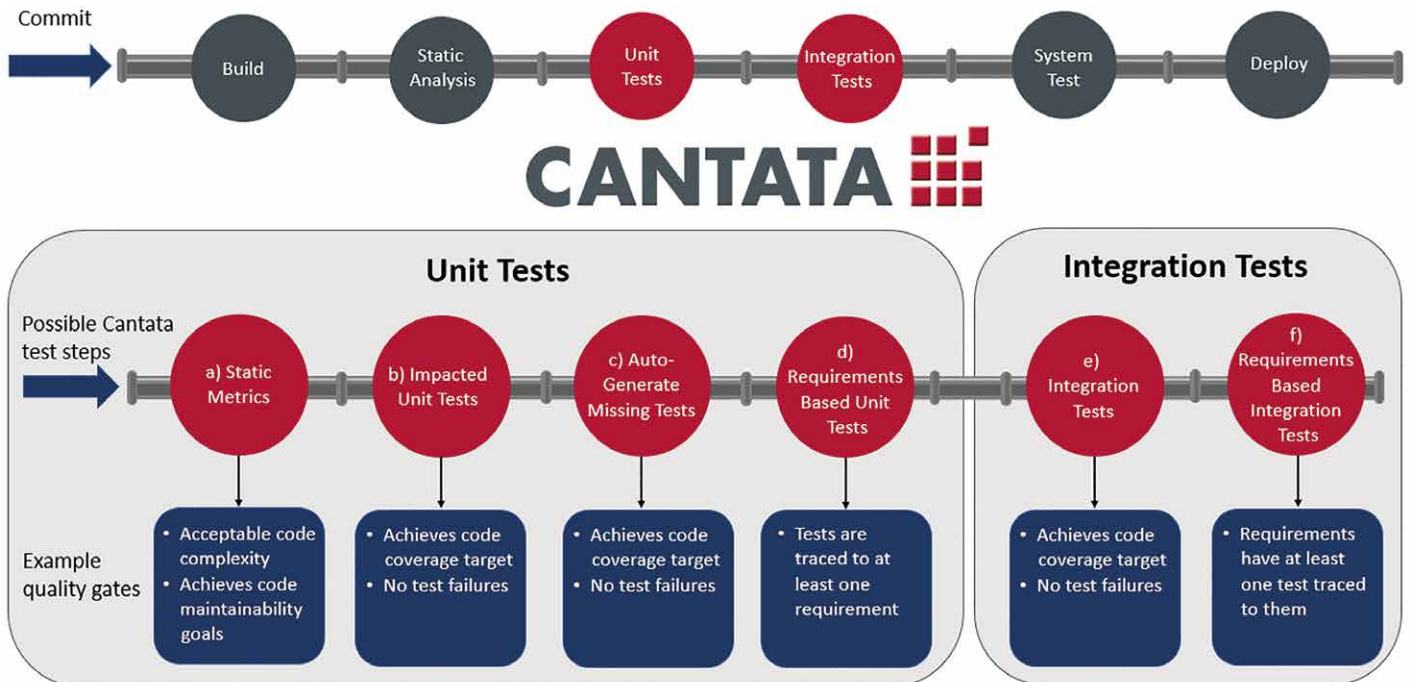 Commit
Build
Static
Analysis
Unit
Tests
Integration
Tests
System
Test
Deploy
CANTATA
Unit Tests
Integration Tests
Possible Cantata
test steps
a) Static
Metrics
b) Impacted
Unit Tests
c) Auto-
Generate
Missing Tests
d)
Requirements
Based Unit
Tests
e)
Integration
Tests
f)
Requirements
Based
Integration
Tests
Example
quality gates
• Acceptable code
complexity
• Achieves code
maintainability
goals
• Achieves code
coverage target
• No test failures
• Achieves code
coverage target
• No test failures
• Tests are
traced to at
least one
requirement
• Achieves code
coverage target
• No test failures
• Requirements
have at least
one test traced
to them